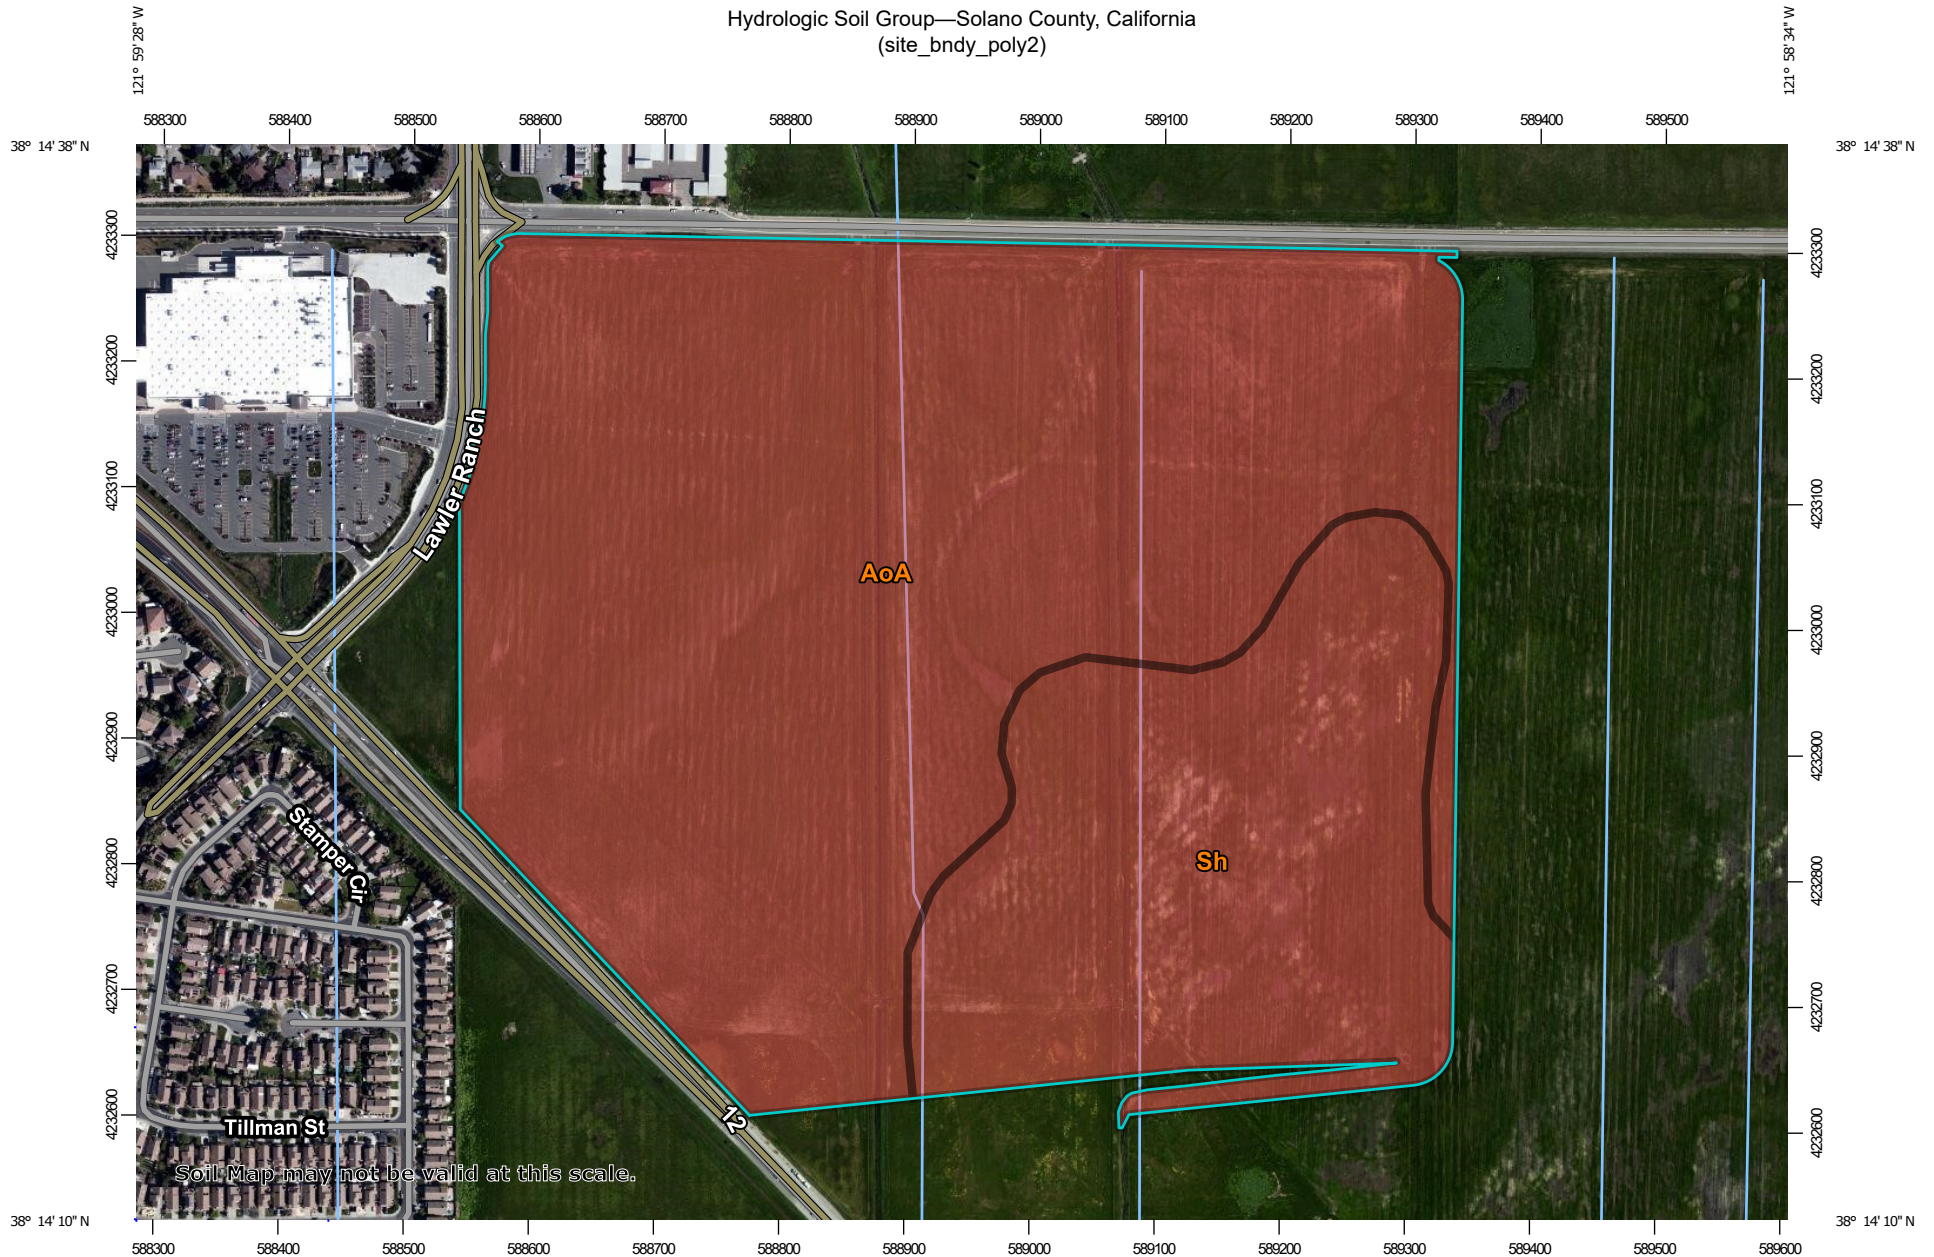 Hydrologic Soil Group—Solano County, California
(site_bndy_poly2)
121° 59' 28" W
121° 58' 34" W
588300 588400 588500 588600 588700 588800 588900 589000 589100 589200 589300 589400 589500
38° 14' 38" N
38° 14' 38" N
4233300
4233300
4233200
4233200
Lawler Ranch
4233100
4233100
AoA
4233000
4233000
4232900
4232900
Stamper Cir
4232800
4232800
Sh
4232700
4232700
4232600
4232600
12
Tillman St
Soil Map may not be valid at this scale.
38° 14' 10" N
38° 14' 10" N
588300 588400 588500 588600 588700 588800 588900 589000 589100 589200 589300 589400 589500 589600